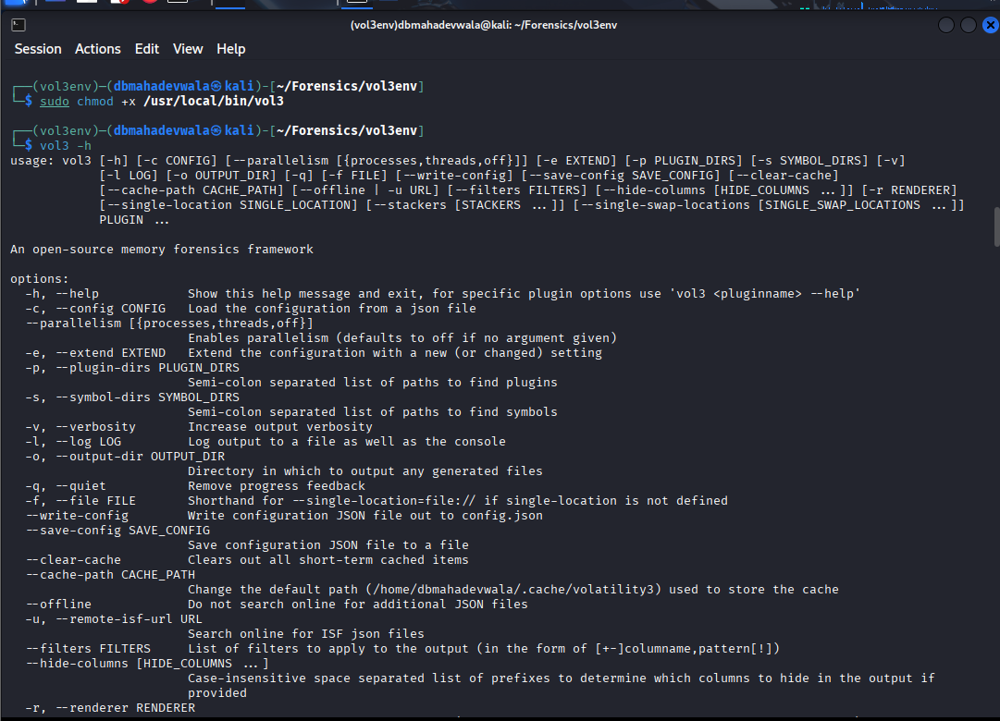 (vol3env)dbmahadevwala@kali: ~/Forensics/vol3env
Session Actions Edit View Help
┌──(vol3env)─(dbmahadevwala㉿kali)-[~/Forensics/vol3env]
└─$ sudo chmod +x /usr/local/bin/vol3
┌──(vol3env)─(dbmahadevwala㉿kali)-[~/Forensics/vol3env]
└─$ vol3 -h
usage: vol3 [-h] [-c CONFIG] [--parallelism [{processes,threads,off}]] [-e EXTEND] [-p PLUGIN_DIRS] [-s SYMBOL_DIRS] [-v]
[-l LOG] [-o OUTPUT_DIR] [-q] [-f FILE] [--write-config] [--save-config SAVE_CONFIG] [--clear-cache]
[--cache-path CACHE_PATH] [--offline | -u URL] [--filters FILTERS] [--hide-columns [HIDE_COLUMNS ...]] [-r RENDERER]
[--single-location SINGLE_LOCATION] [--stackers [STACKERS ...]] [--single-swap-locations [SINGLE_SWAP_LOCATIONS ...]]
PLUGIN ...
An open-source memory forensics framework
options:
-h, --help Show this help message and exit, for specific plugin options use 'vol3 <pluginname> --help'
-c, --config CONFIG Load the configuration from a json file
--parallelism [{processes,threads,off}]
Enables parallelism (defaults to off if no argument given)
-e, --extend EXTEND Extend the configuration with a new (or changed) setting
-p, --plugin-dirs PLUGIN_DIRS
Semi-colon separated list of paths to find plugins
-s, --symbol-dirs SYMBOL_DIRS
Semi-colon separated list of paths to find symbols
-v, --verbosity Increase output verbosity
-l, --log LOG Log output to a file as well as the console
-o, --output-dir OUTPUT_DIR
Directory in which to output any generated files
-q, --quiet Remove progress feedback
-f, --file FILE Shorthand for --single-location=file:// if single-location is not defined
--write-config Write configuration JSON file out to config.json
--save-config SAVE_CONFIG
Save configuration JSON file to a file
--clear-cache Clears out all short-term cached items
--cache-path CACHE_PATH
Change the default path (/home/dbmahadevwala/.cache/volatility3) used to store the cache
--offline Do not search online for additional JSON files
-u, --remote-isf-url URL
Search online for ISF json files
--filters FILTERS List of filters to apply to the output (in the form of [+-]columname,pattern[!])
--hide-columns [HIDE_COLUMNS ...]
Case-insensitive space separated list of prefixes to determine which columns to hide in the output if
provided
-r, --renderer RENDERER